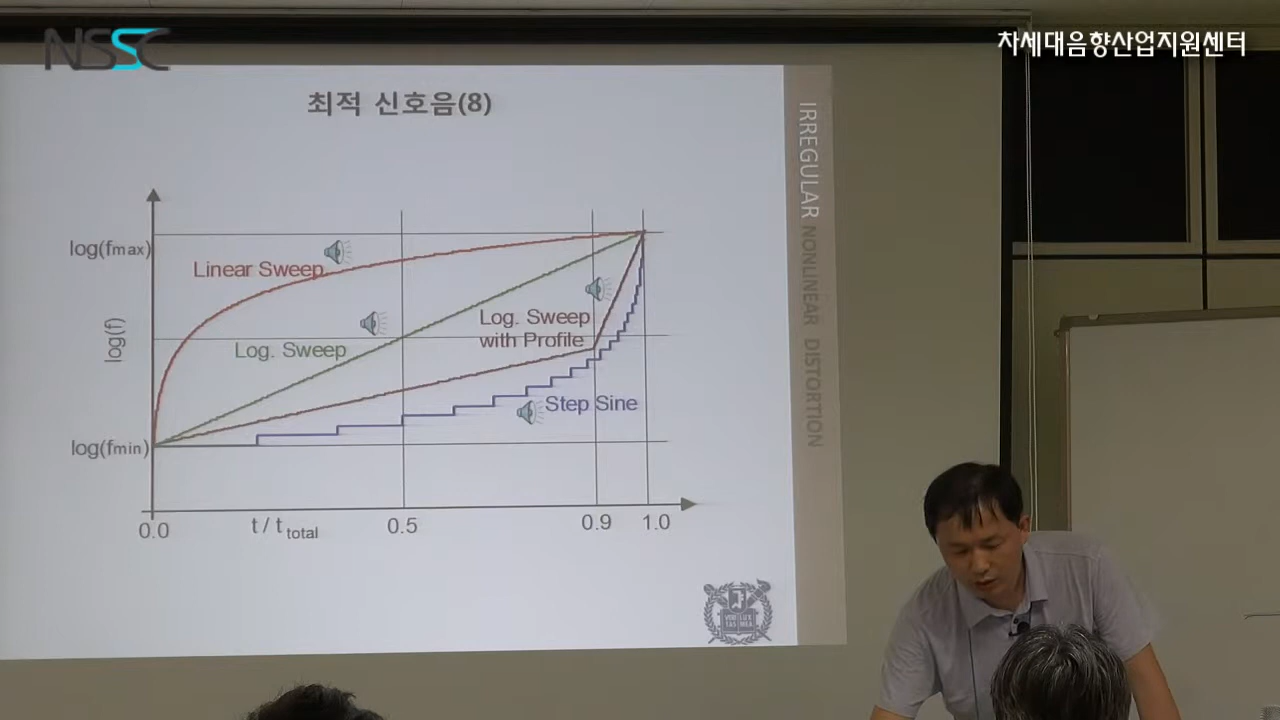 NSSC
차세대음향산업지원센터
최적 신호음(8)
IRREGULAR NONLINEAR DISTORTION
log(fmax)
log(f)
log(fmin)
Linear Sweep
Log. Sweep
Log. Sweep
with Profile
Step Sine
0.0
t / t total
0.5
0.9
1.0